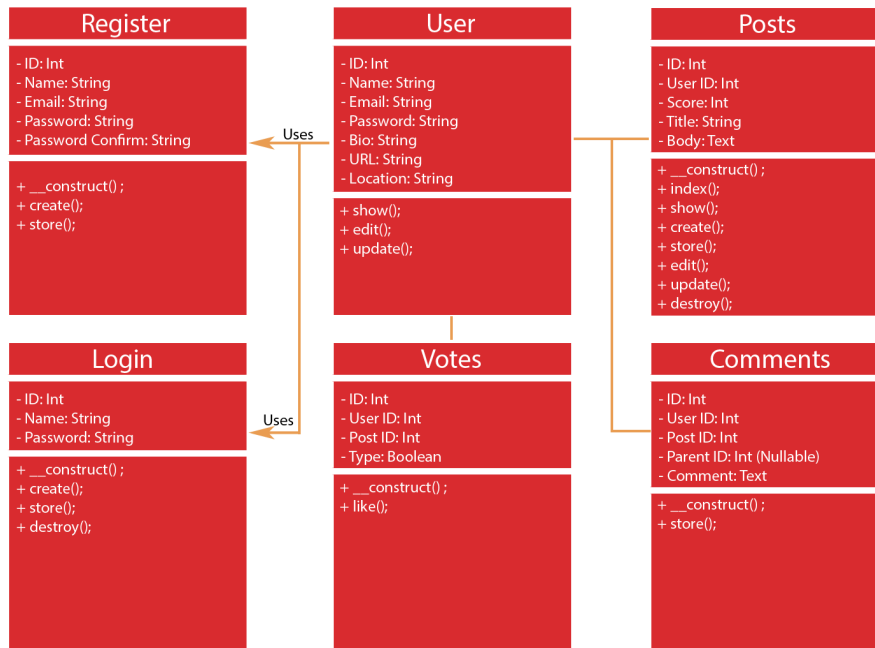 Register
- ID: Int
- Name: String
- Email: String
- Password: String
- Password Confirm: String
+ __construct() ;
+ create();
+ store();
Uses
User
- ID: Int
- Name: String
- Email: String
- Password: String
- Bio: String
- URL: String
- Location: String
+ show();
+ edit();
+ update();
Posts
- ID: Int
- User ID: Int
- Score: Int
- Title: String
- Body: Text
+ __construct() ;
+ index();
+ show();
+ create();
+ store();
+ edit();
+ update();
+ destroy();
Login
- ID: Int
- Name: String
- Password: String
+ __construct() ;
+ create();
+ store();
+ destroy();
Uses
Votes
- ID: Int
- User ID: Int
- Post ID: Int
- Type: Boolean
+ __construct() ;
+ like();
Comments
- ID: Int
- User ID: Int
- Post ID: Int
- Parent ID: Int (Nullable)
- Comment: Text
+ __construct() ;
+ store();